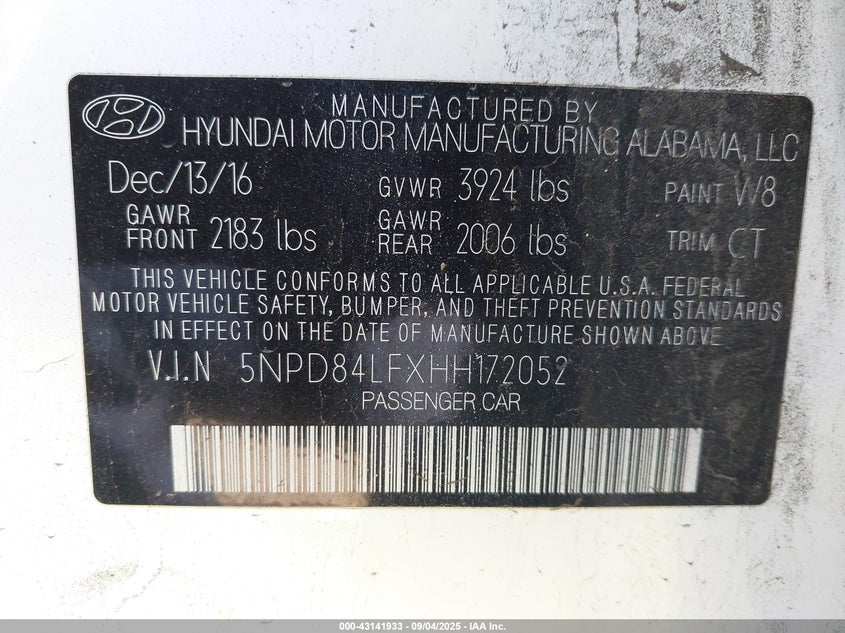 MANUFACTURED BY
HYUNDAI MOTOR MANUFACTURING ALABAMA, LLC
Dec/13/16 GVWR 3924 lbs PAINT W8
GAWR FRONT 2183 lbs GAWR REAR 2006 lbs TRIM CT
THIS VEHICLE CONFORMS TO ALL APPLICABLE U.S.A. FEDERAL
MOTOR VEHICLE SAFETY, BUMPER, AND THEFT PREVENTION STANDARDS
IN EFFECT ON THE DATE OF MANUFACTURE SHOWN ABOVE
V.I.N 5NPD84LFXHH172052
PASSENGER CAR
000-43141933 - 09/04/2025 - IAA Inc.